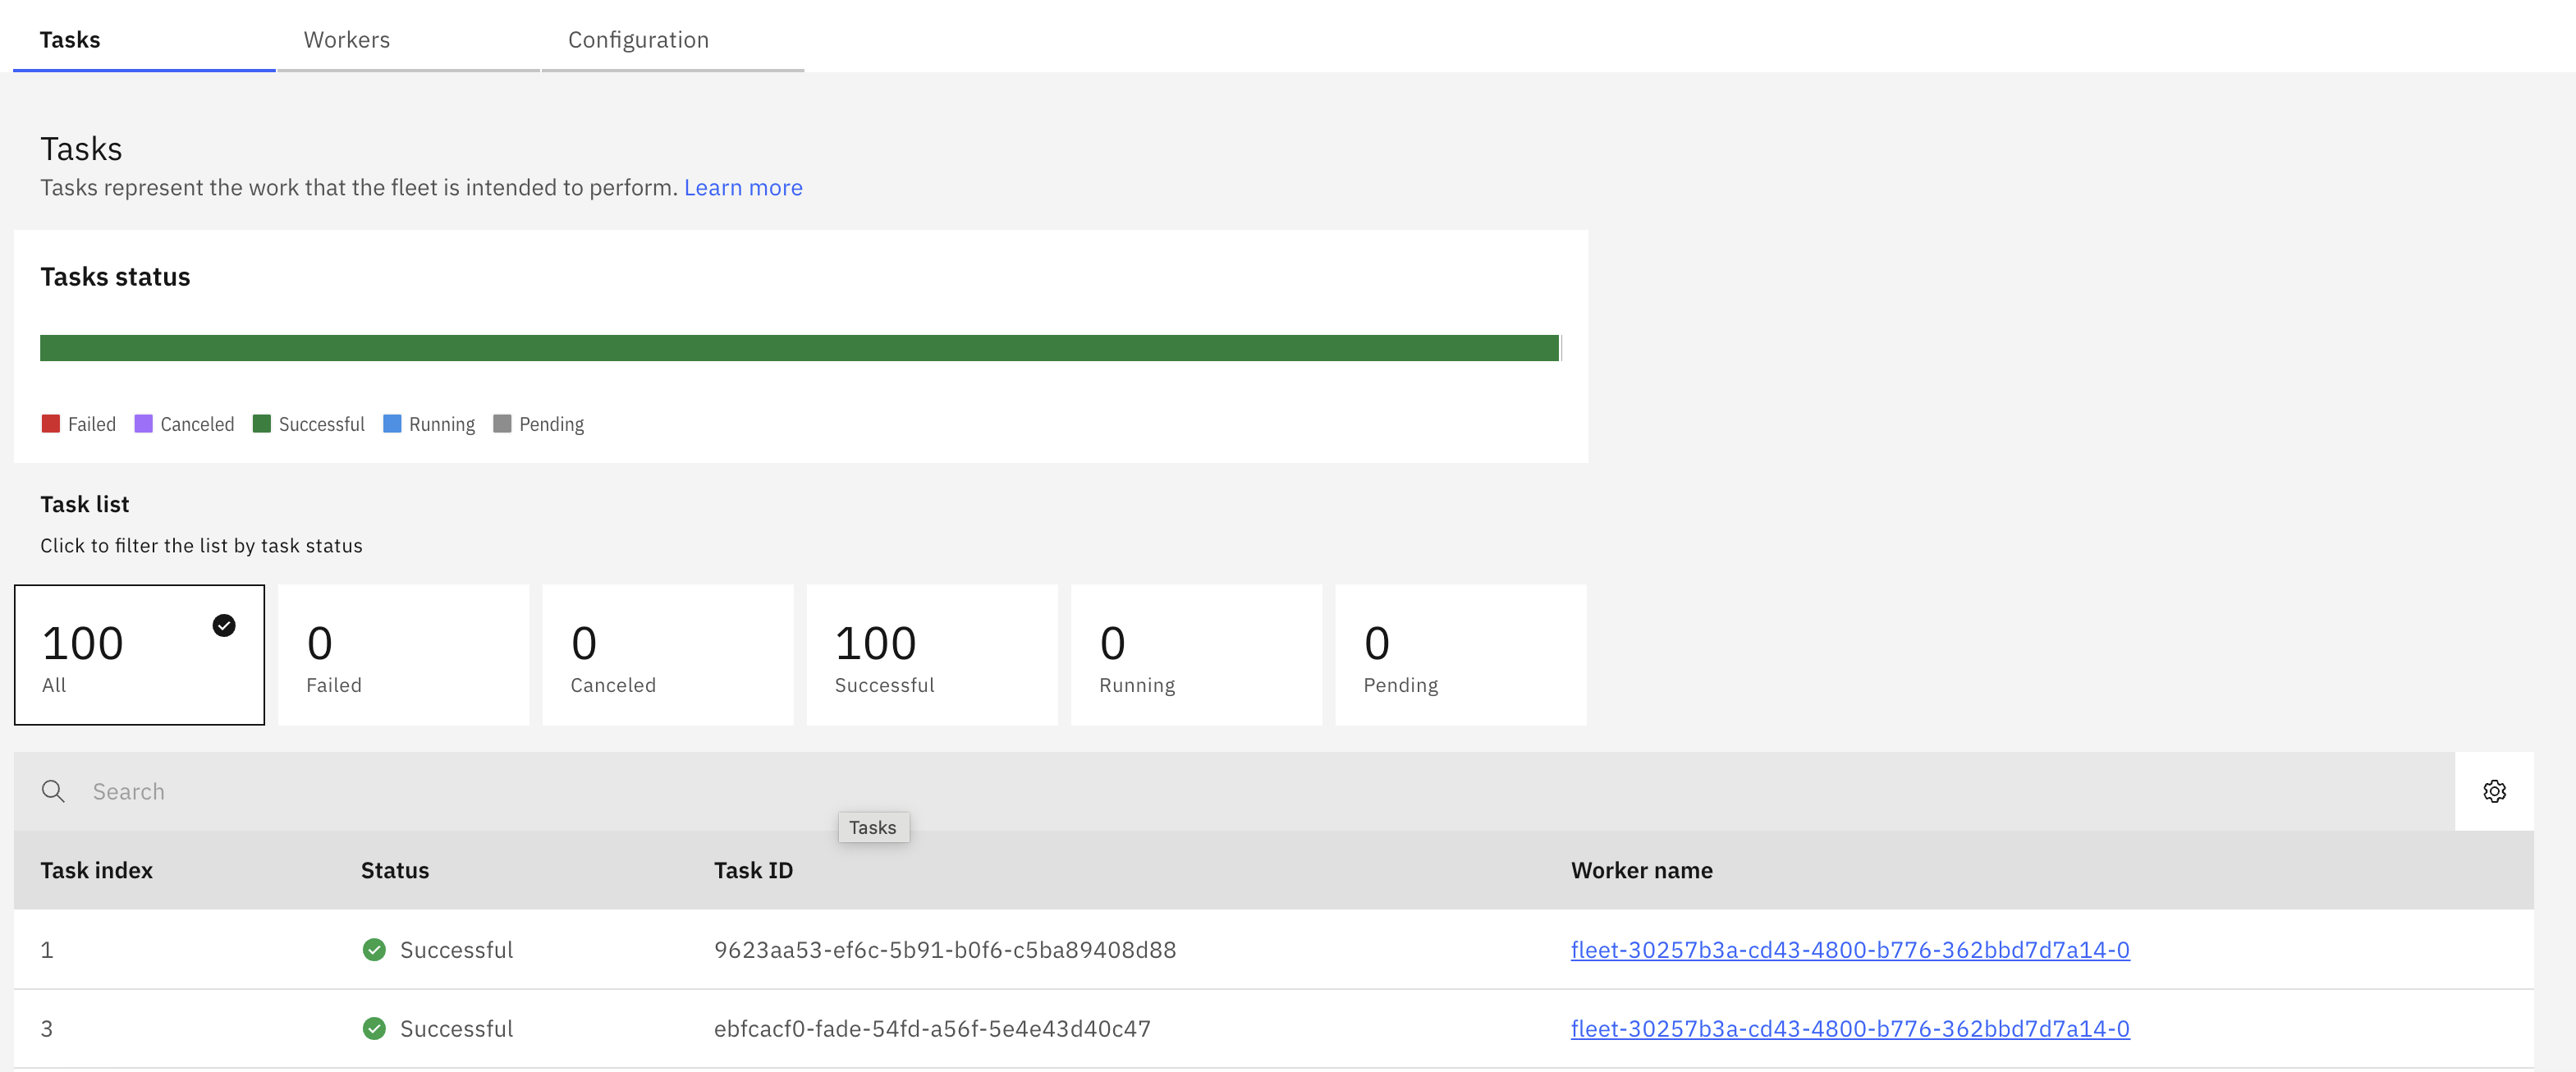 Tasks Workers Configuration
Tasks
Tasks represent the work that the fleet is intended to perform. Learn more
Tasks status
Failed Canceled Successful Running Pending
Task list
Click to filter the list by task status
100 0 0 100 0 0
All Failed Canceled Successful Running Pending
Search
Tasks
Task index Status Task ID Worker name
1 Successful 9623aa53-ef6c-5b91-b0f6-c5ba89408d88 fleet-30257b3a-cd43-4800-b776-362bbd7d7a14-0
3 Successful ebfcacf0-fade-54fd-a56f-5e4e43d40c47 fleet-30257b3a-cd43-4800-b776-362bbd7d7a14-0